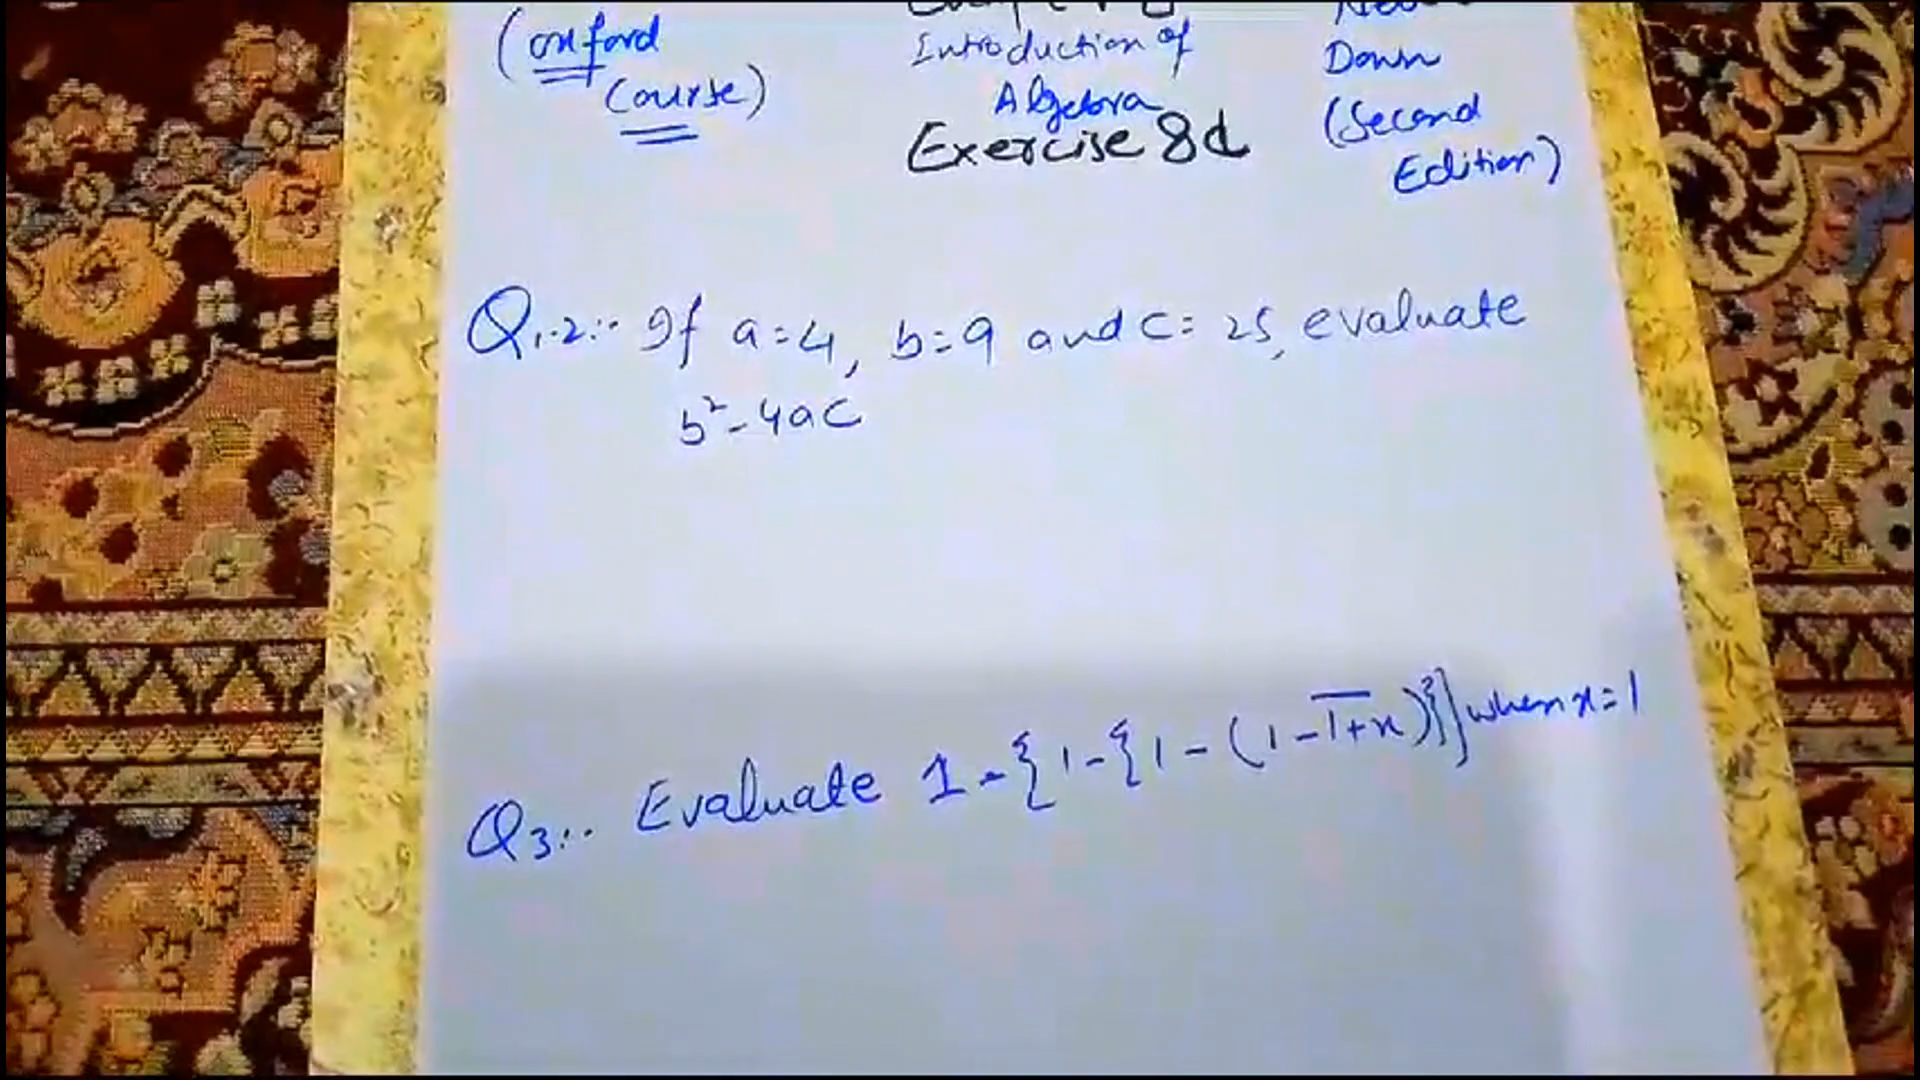 (Oxford
Course)
Introduction of
Algebra
Exercise 8d
Down
(Second
Edition)
Q.2:- If a=4, b=9 and c=25, evaluate
b²-4ac
Q3:- Evaluate 1-[1-{1-(1-1̅+̅x̅)}] when x=1